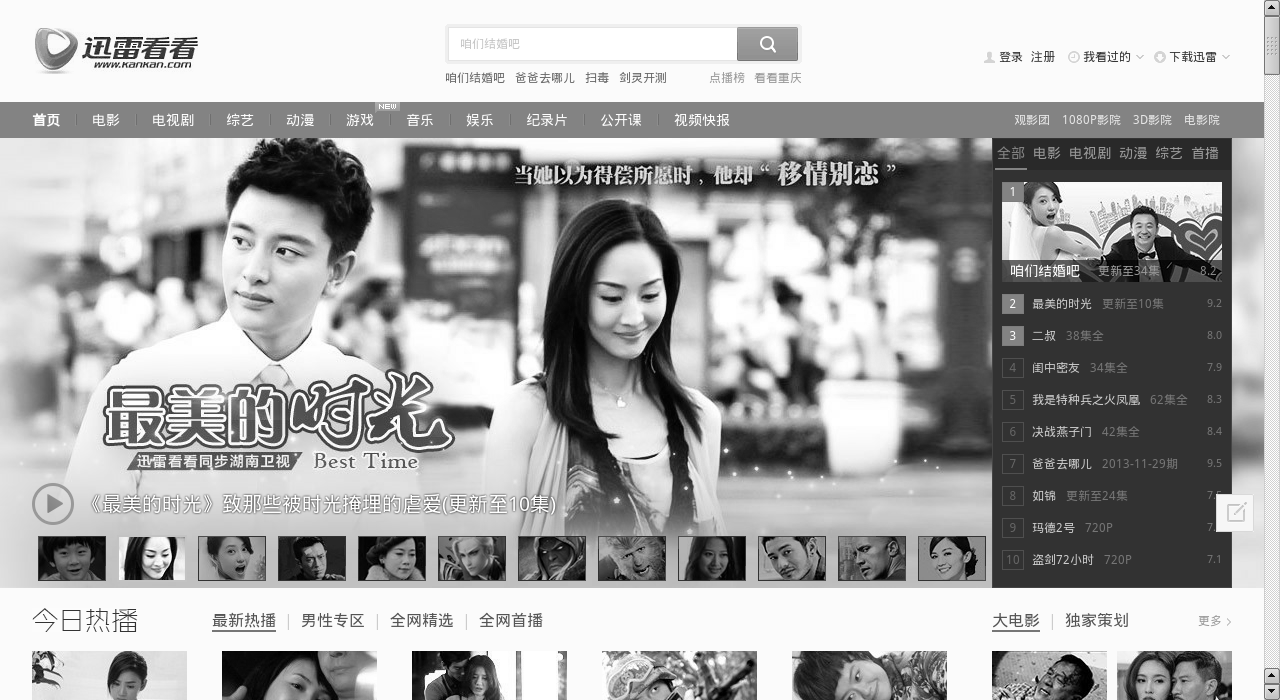 迅雷看看
www.kankan.com
咱们结婚吧
咱们结婚吧 爸爸去哪儿 扫毒 剑灵开测 点播榜 看看重庆
登录 注册 我看过的 下载迅雷
NEW
首页 电影 电视剧 综艺 动漫 游戏 音乐 娱乐 纪录片 公开课 视频快报 观影团 1080P影院 3D影院 电影院
当她以为得偿所愿时，他却“移情别恋”
最美的时光
迅雷看看同步湖南卫视
Best Time
《最美的时光》致那些被时光掩埋的虐爱(更新至10集)
全部 电影 电视剧 动漫 综艺 首播
1
咱们结婚吧 更新至34集 8.2
2 最美的时光 更新至10集 9.2
3 二叔 38集全 8.0
4 闺中密友 34集全 7.9
5 我是特种兵之火凤凰 62集全 8.3
6 决战燕子门 42集全 8.4
7 爸爸去哪儿 2013-11-29期 9.5
8 如锦 更新至24集
9 玛德2号 720P
10 盗剑72小时 720P 7.1
今日热播 最新热播 男性专区 全网精选 全网首播
大电影 独家策划 更多